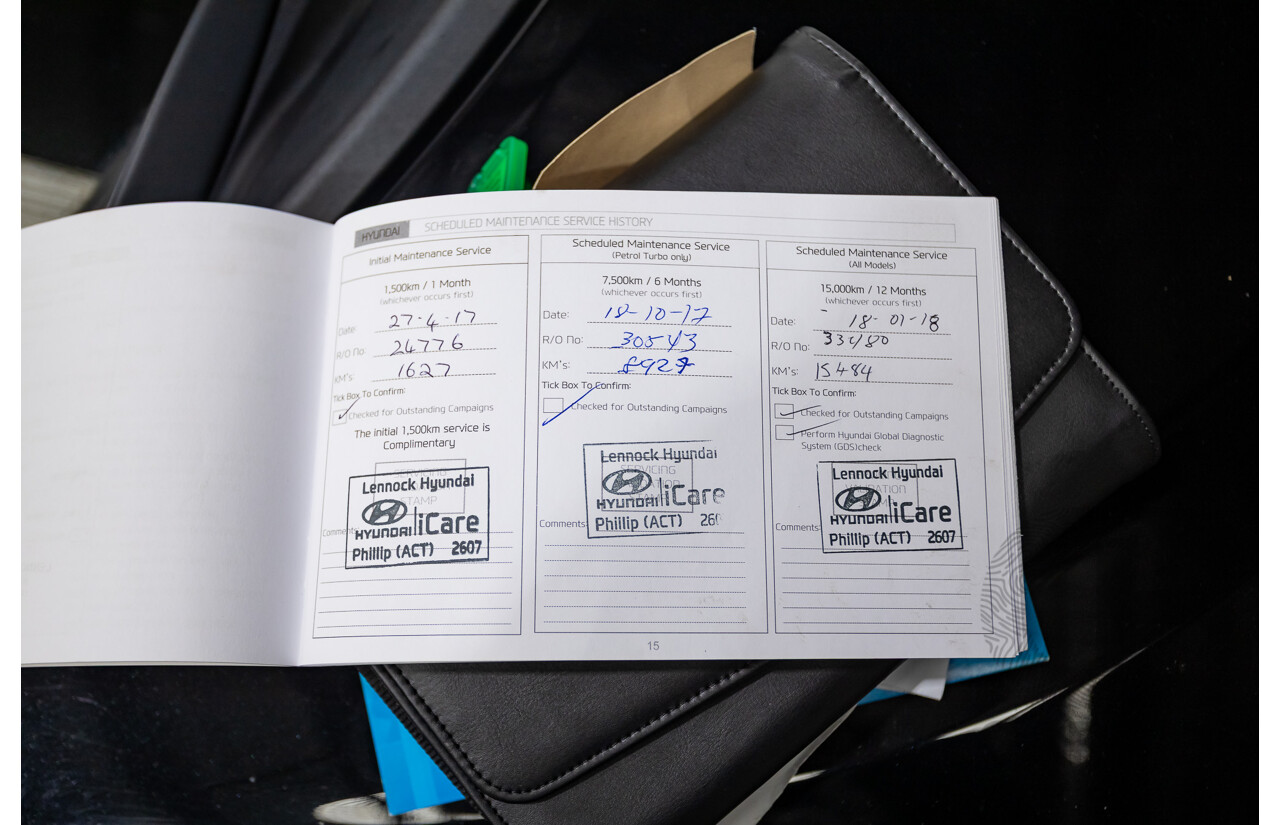 HYUNDAI SCHEDULED MAINTENANCE SERVICE HISTORY
Initial Maintenance Service
1,500km / 1 Month
(whichever occurs first)
Date: 27-4-17
R/O No: 24776
KM's: 1627
Tick Box To Confirm:
Checked for Outstanding Campaigns
The initial 1,500km service is
Complimentary
SERVICING
STAMP
Lennock Hyundai
HYUNDAI iCare
Phillip (ACT) 2607
Comments:
Scheduled Maintenance Service
(Petrol Turbo only)
7,500km / 6 Months
(whichever occurs first)
Date: 18-10-17
R/O No: 30543
KM's: 8927
Tick Box To Confirm:
Checked for Outstanding Campaigns
Lennock Hyundai
SERVICING
HYUNDAI iCare
Phillip (ACT) 260
Comments:
Scheduled Maintenance Service
(All Models)
15,000km / 12 Months
(whichever occurs first)
Date: 18-01-18
R/O No:
KM's: 15484
Tick Box To Confirm:
Checked for Outstanding Campaigns
Perform Hyundai Global Diagnostic
System (GDS)check
Lennock Hyundai
HYUNDAI iCare
Phillip (ACT) 2607
Comments:
15